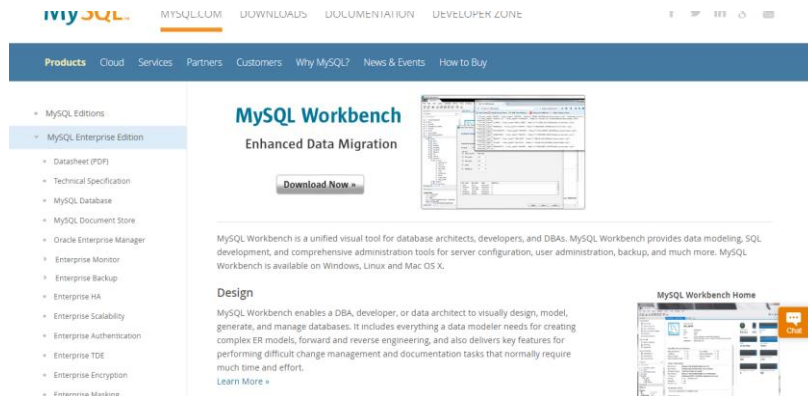 MySQL
MYSQL.COM DOWNLOADS DOCUMENTATION DEVELOPER ZONE
Products Cloud Services Partners Customers Why MySQL? News & Events How to Buy
MySQL Editions
MySQL Enterprise Edition
Datasheet (PDF)
Technical Specification
MySQL Database
MySQL Document Store
Oracle Enterprise Manager
Enterprise Monitor
Enterprise Backup
Enterprise HA
Enterprise Scalability
Enterprise Authentication
Enterprise TDE
Enterprise Encryption
Enterprise Masking
MySQL Workbench
Enhanced Data Migration
Download Now »
MySQL Workbench is a unified visual tool for database architects, developers, and DBAs. MySQL Workbench provides data modeling, SQL
development, and comprehensive administration tools for server configuration, user administration, backup, and much more. MySQL
Workbench is available on Windows, Linux and Mac OS X.
Design
MySQL Workbench enables a DBA, developer, or data architect to visually design, model,
generate, and manage databases. It includes everything a data modeler needs for creating
complex ER models, forward and reverse engineering, and also delivers key features for
performing difficult change management and documentation tasks that normally require
much time and effort.
Learn More »
MySQL Workbench Home
Chat